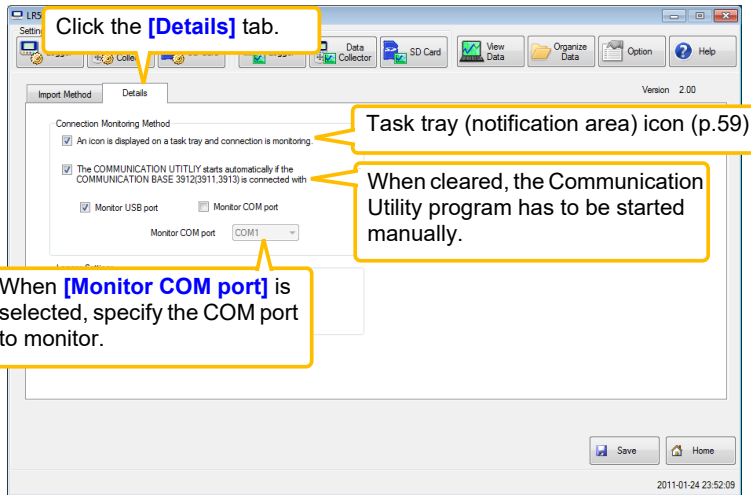 LR5
Click the [Details] tab.
Data
Collector
SD Card
View
Data
Organize
Data
Option
Help
Import Method
Details
Version 2.00
Connection Monitoring Method
An icon is displayed on a task tray and connection is monitoring.
Task tray (notification area) icon (p.59)
The COMMUNICATION UTITLIY starts automatically if the
COMMUNICATION BASE 3912(3911,3913) is connected with
When cleared, the Communication
Utility program has to be started
manually.
Monitor USB port
Monitor COM port
Monitor COM port
COM1
When [Monitor COM port] is
selected, specify the COM port
to monitor.
Save
Home
2011-01-24 23:52:09